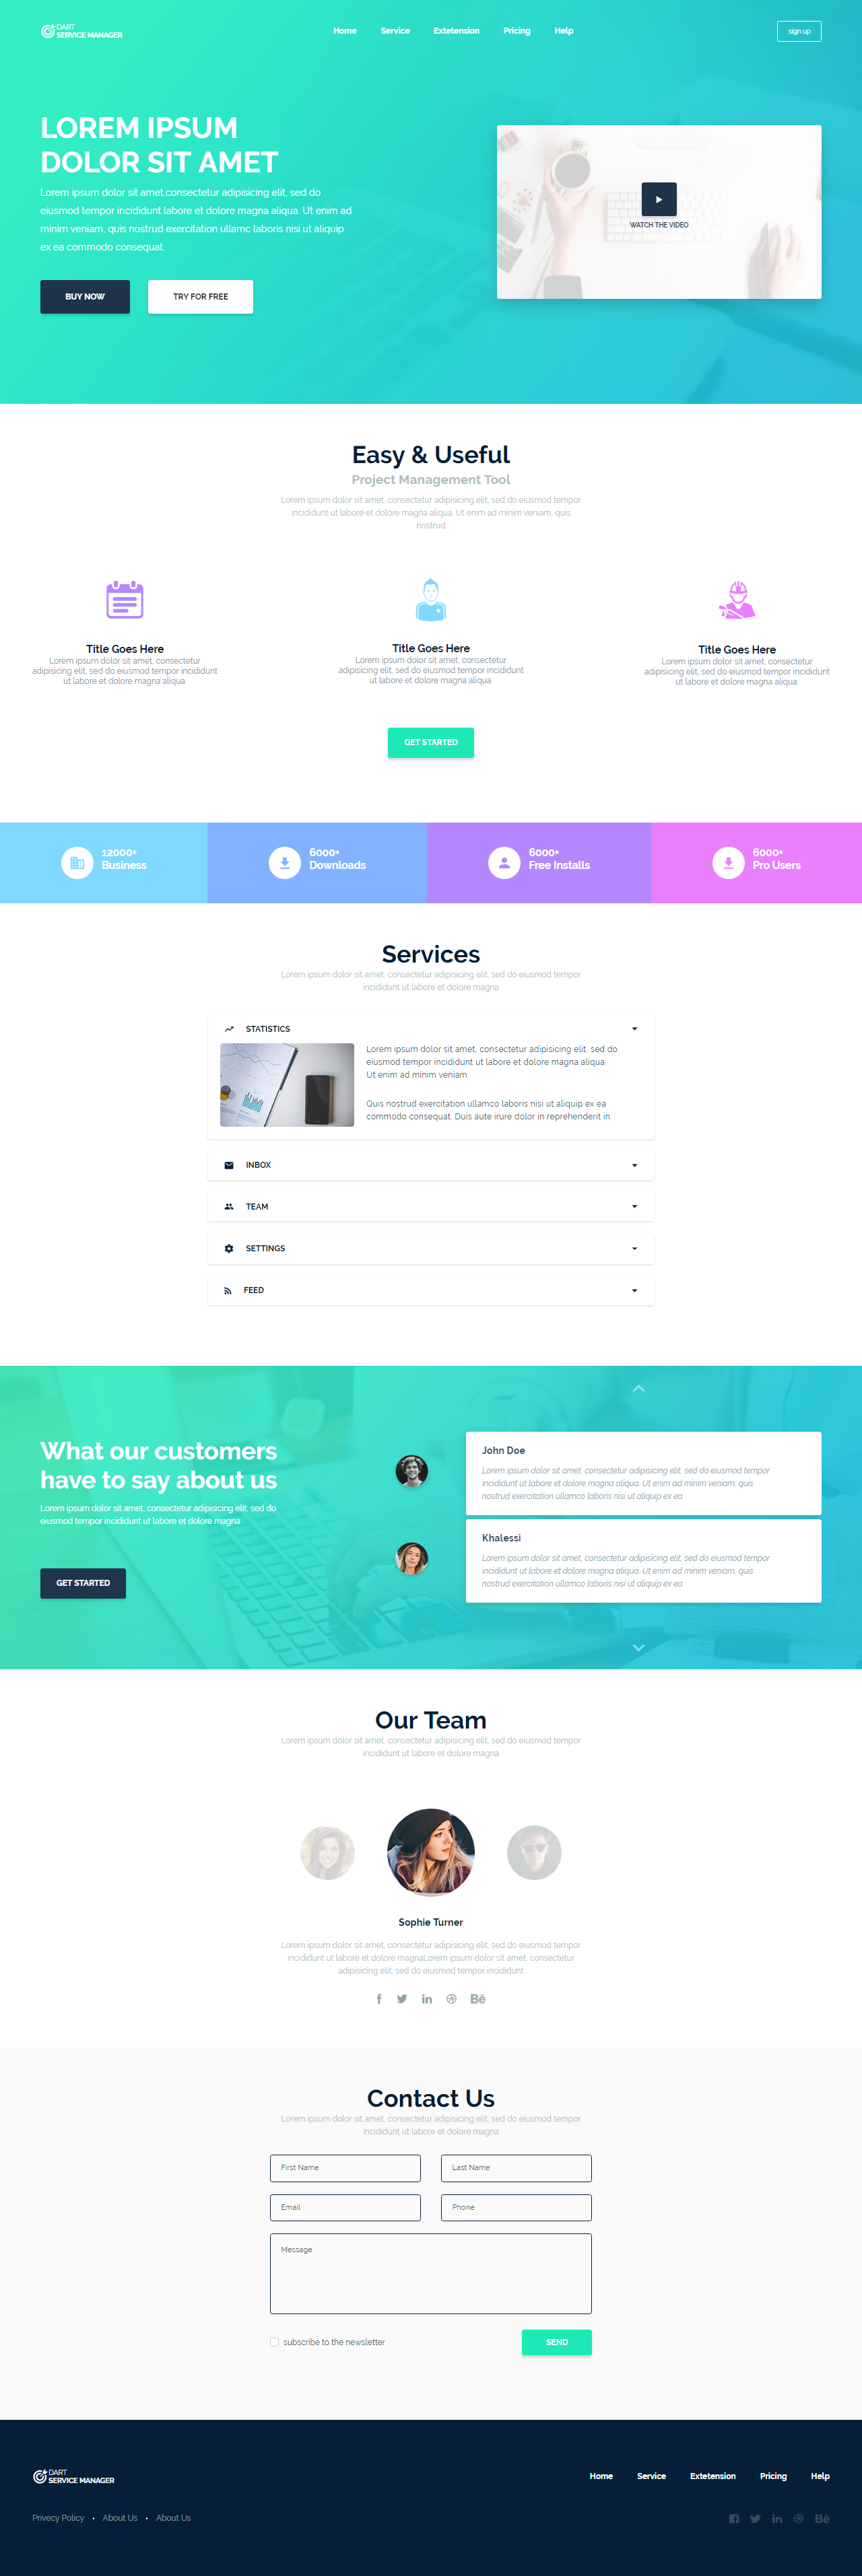 DART
SERVICE MANAGER
Home Service Extetension Pricing Help
sign up
LOREM IPSUM
DOLOR SIT AMET
Lorem ipsum dolor sit amet,consectetur adipisicing elit, sed do
eiusmod tempor incididunt labore et dolore magna aliqua. Ut enim ad
minim veniam, quis nostrud exercitation ullamc laboris nisi ut aliquip
ex ea commodo consequat.
BUY NOW
TRY FOR FREE
WATCH THE VIDEO
Easy & Useful
Project Management Tool
Lorem ipsum dolor sit amet, consectetur adipisicing elit, sed do eiusmod tempor
incididunt ut labore et dolore magna aliqua. Ut enim ad minim veniam, quis
nostrud
Title Goes Here
Lorem ipsum dolor sit amet, consectetur
adipisicing elit, sed do eiusmod tempor incididunt
ut labore et dolore magna aliqua.
Title Goes Here
Lorem ipsum dolor sit amet, consectetur
adipisicing elit, sed do eiusmod tempor incididunt
ut labore et dolore magna aliqua.
Title Goes Here
Lorem ipsum dolor sit amet, consectetur
adipisicing elit, sed do eiusmod tempor incididunt
ut labore et dolore magna aliqua.
GET STARTED
12000+
Business
6000+
Downloads
6000+
Free Installs
6000+
Pro Users
Services
Lorem ipsum dolor sit amet, consectetur adipisicing elit, sed do eiusmod tempor
incididunt ut labore et dolore magna
STATISTICS
Lorem ipsum dolor sit amet, consectetur adipisicing elit, sed do
eiusmod tempor incididunt ut labore et dolore magna aliqua.
Ut enim ad minim veniam.
Quis nostrud exercitation ullamco laboris nisi ut aliquip ex ea
commodo consequat. Duis aute irure dolor in reprehenderit in.
INBOX
TEAM
SETTINGS
FEED
What our customers
have to say about us
Lorem ipsum dolor sit amet, consectetur adipisicing elit, sed do
eiusmod tempor incididunt ut labore et dolore magna
GET STARTED
John Doe
Lorem ipsum dolor sit amet, consectetur adipisicing elit, sed do eiusmod tempor
incididunt ut labore et dolore magna aliqua. Ut enim ad minim veniam, quis
nostrud exercitation ullamco laboris nisi ut aliquip ex ea
Khalessi
Lorem ipsum dolor sit amet, consectetur adipisicing elit, sed do eiusmod tempor
incididunt ut labore et dolore magna aliqua. Ut enim ad minim veniam, quis
nostrud exercitation ullamco laboris nisi ut aliquip ex ea
Our Team
Lorem ipsum dolor sit amet, consectetur adipisicing elit, sed do eiusmod tempor
incididunt ut labore et dolore magna
Sophie Turner
Lorem ipsum dolor sit amet, consectetur adipisicing elit, sed do eiusmod tempor
incididunt ut labore et dolore magnaLorem ipsum dolor sit amet, consectetur
adipisicing elit, sed do eiusmod tempor incididunt
Contact Us
Lorem ipsum dolor sit amet, consectetur adipisicing elit, sed do eiusmod tempor
incididunt ut labore et dolore magna
First Name
Last Name
Email
Phone
Message
subscribe to the newsletter
SEND
DART
SERVICE MANAGER
Home Service Extetension Pricing Help
Privecy Policy • About Us • About Us